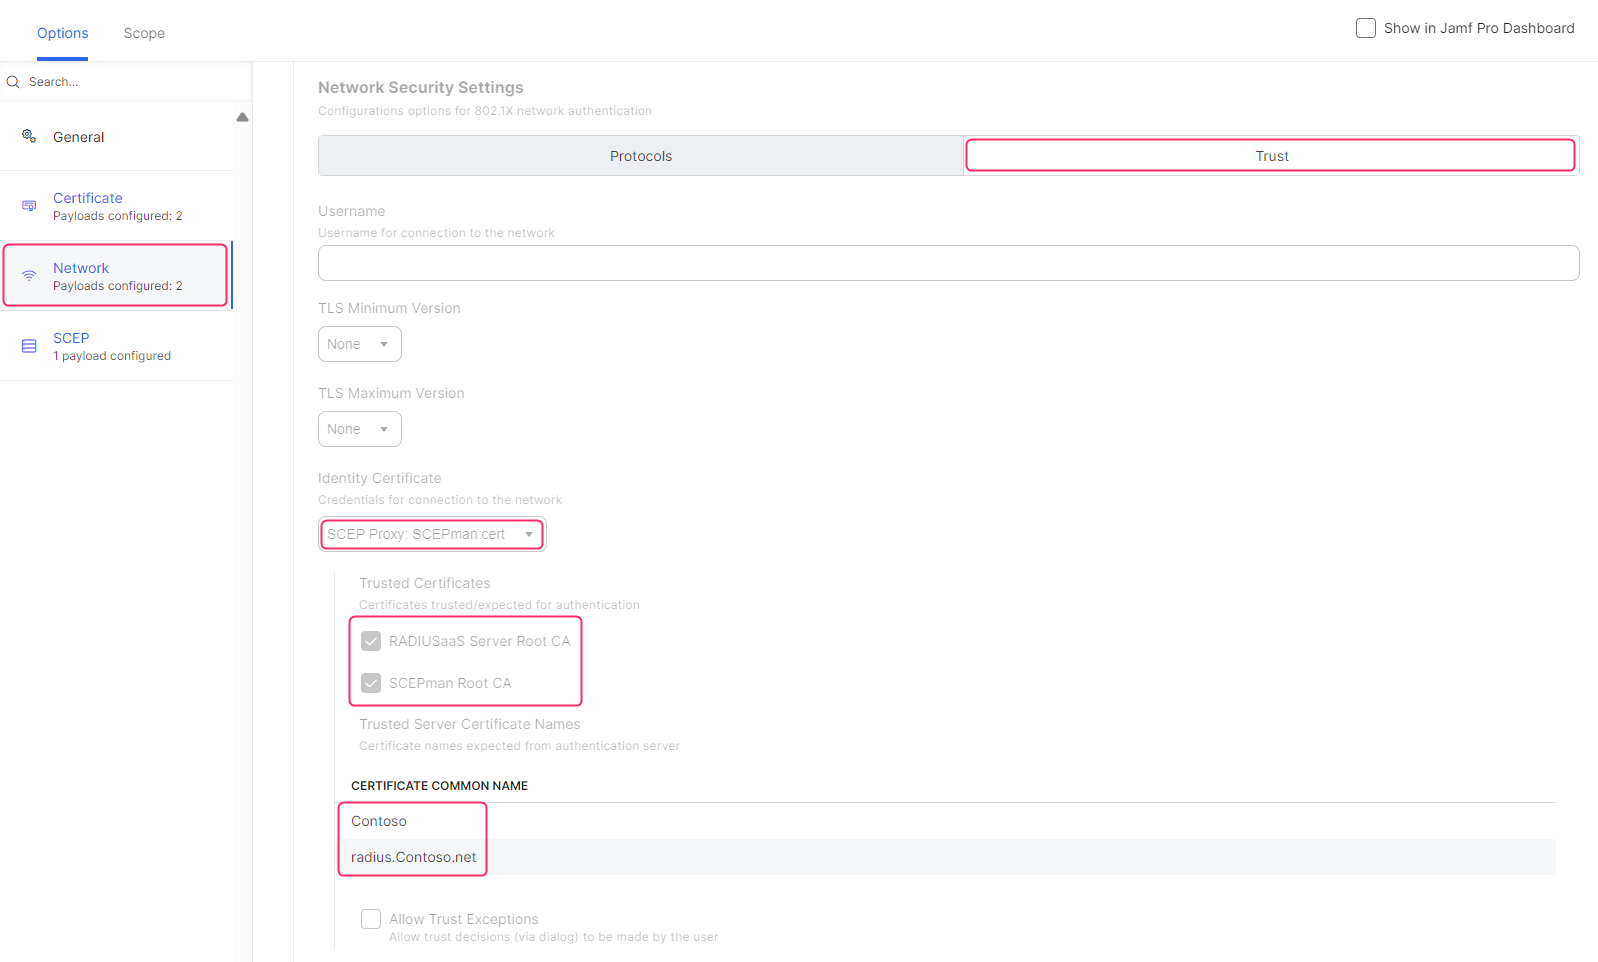 Options
Scope
Show in Jamf Pro Dashboard
Search...
General
Certificate
Payloads configured: 2
Network
Payloads configured: 2
SCEP
1 payload configured
Network Security Settings
Configurations options for 802.1X network authentication
Protocols
Trust
Username
Username for connection to the network
TLS Minimum Version
None
TLS Maximum Version
None
Identity Certificate
Credentials for connection to the network
SCEP Proxy: SCEPman cert
Trusted Certificates
Certificates trusted/expected for authentication
RADIUSaaS Server Root CA
SCEPman Root CA
Trusted Server Certificate Names
Certificate names expected from authentication server
CERTIFICATE COMMON NAME
Contoso
radius.Contoso.net
Allow Trust Exceptions
Allow trust decisions (via dialog) to be made by the user